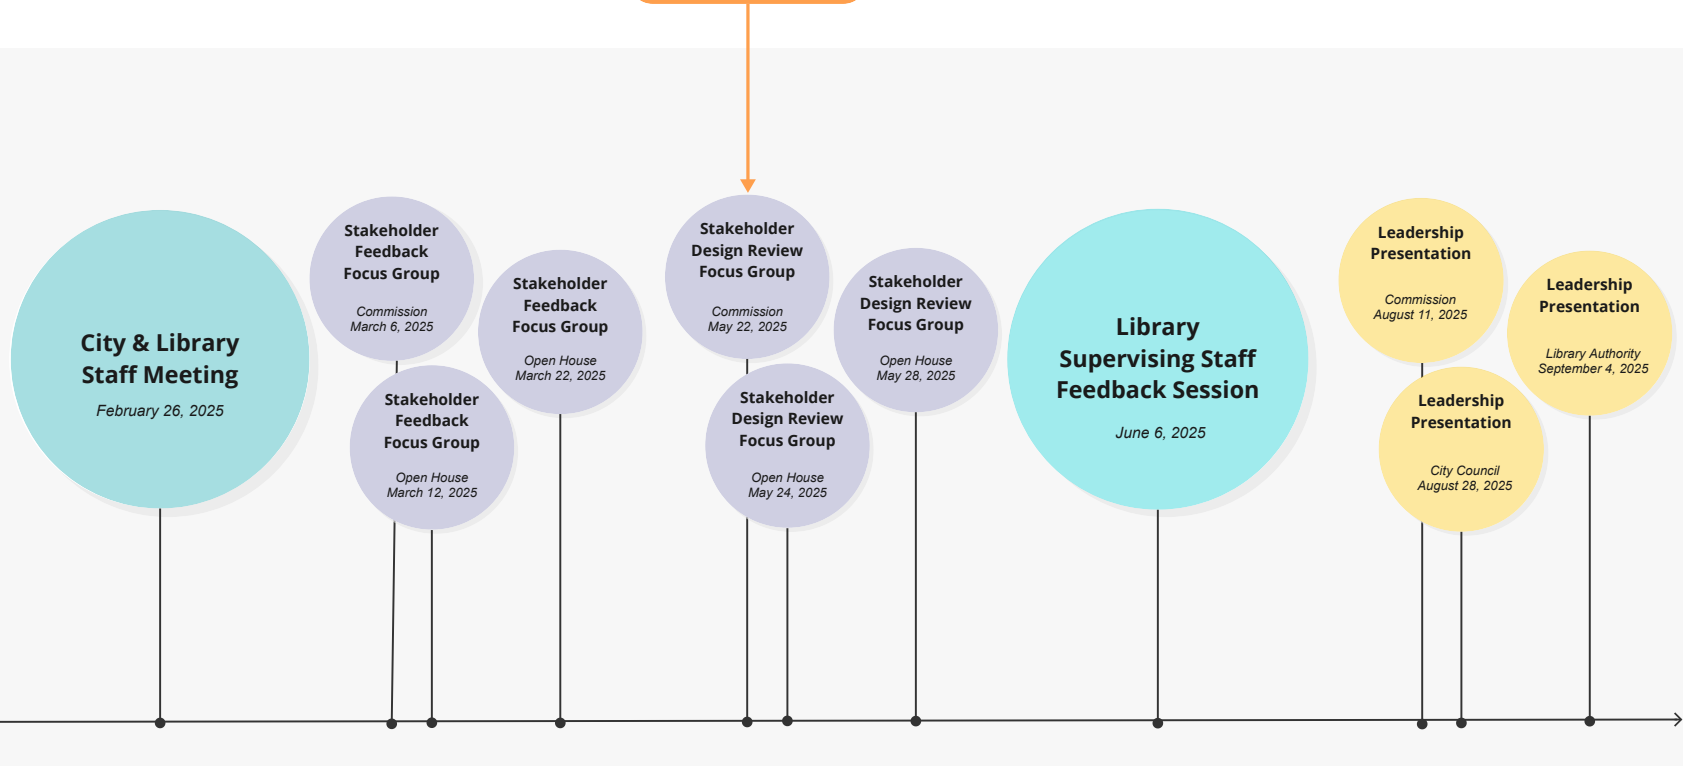 City & Library
Staff Meeting
February 26, 2025
Stakeholder
Feedback
Focus Group
Commission
March 6, 2025
Stakeholder
Feedback
Focus Group
Open House
March 12, 2025
Stakeholder
Feedback
Focus Group
Open House
March 22, 2025
Stakeholder
Design Review
Focus Group
Commission
May 22, 2025
Stakeholder
Design Review
Focus Group
Open House
May 24, 2025
Stakeholder
Design Review
Focus Group
Open House
May 28, 2025
Library
Supervising Staff
Feedback Session
June 6, 2025
Leadership
Presentation
Commission
August 11, 2025
Leadership
Presentation
City Council
August 28, 2025
Leadership
Presentation
Library Authority
September 4, 2025